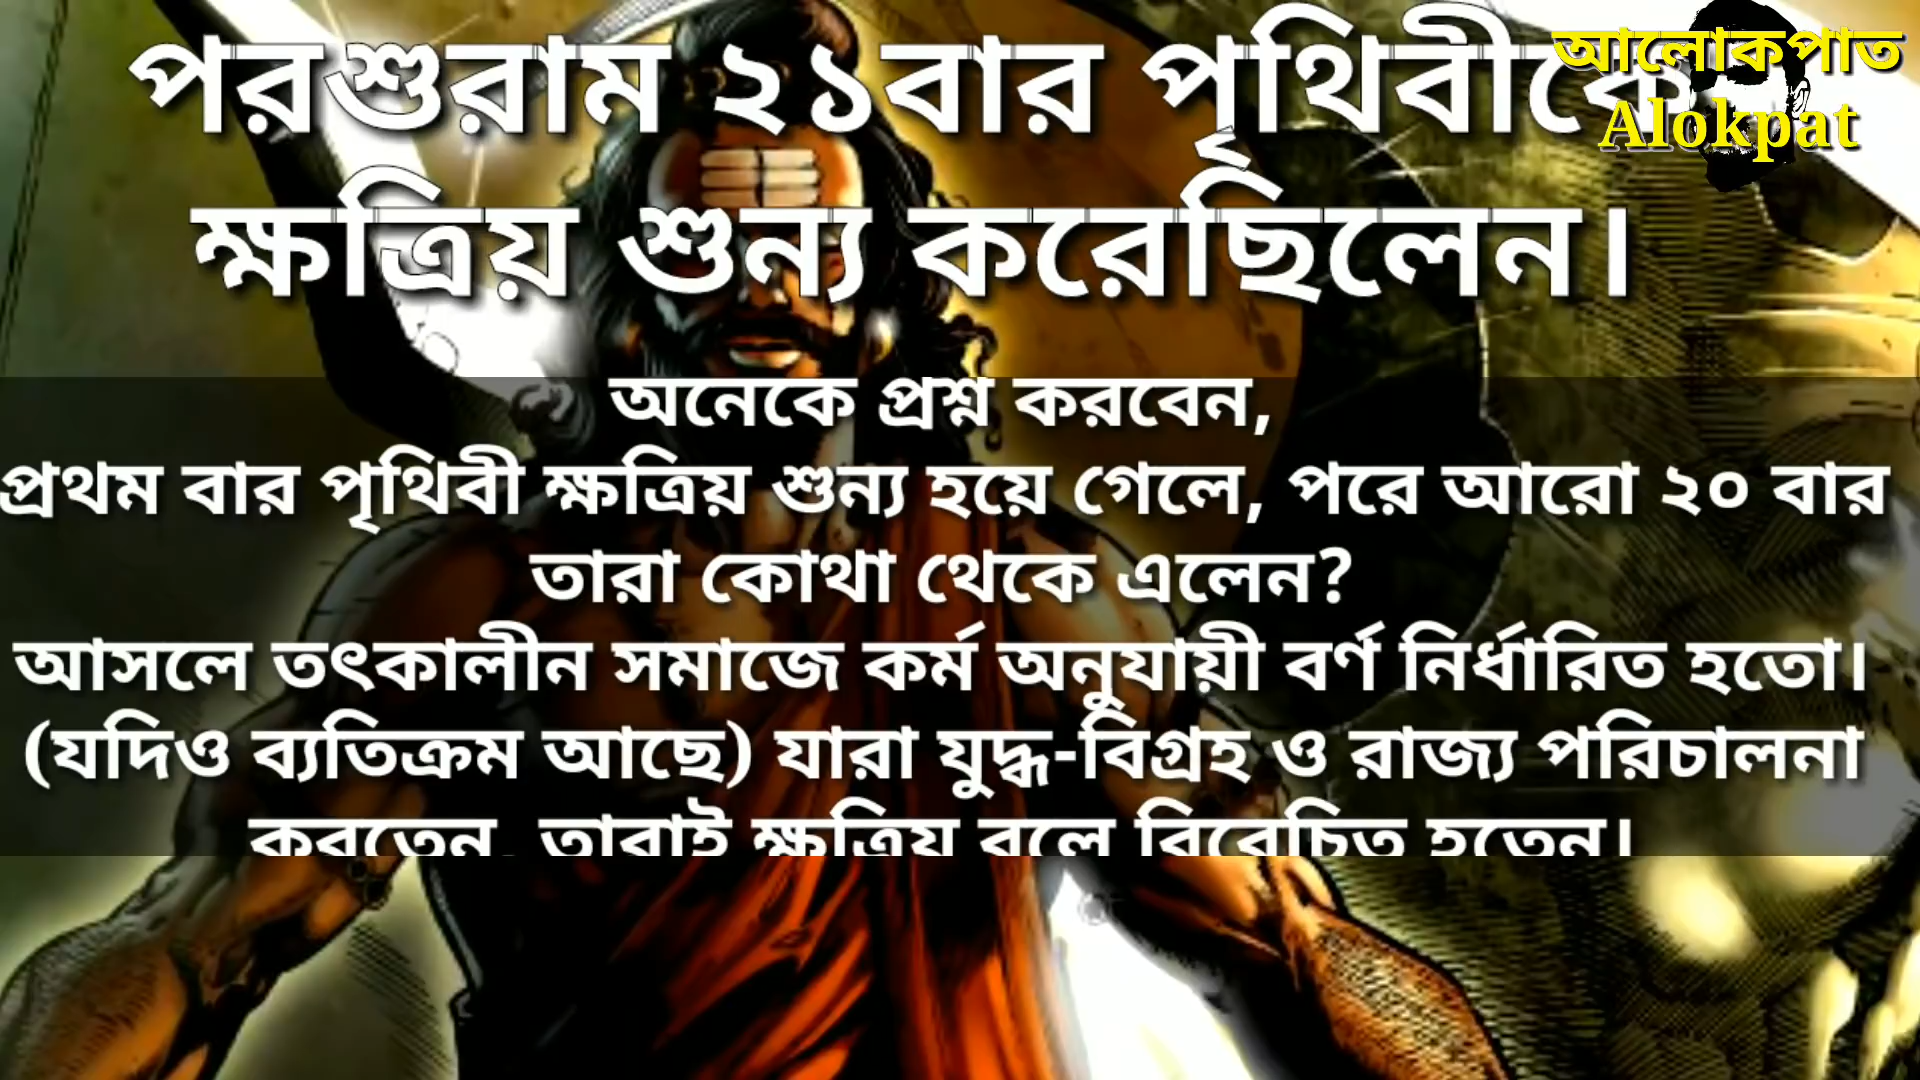 পরশুরাম ২১বার পৃথিবীকে
ক্ষত্রিয় শুন্য করেছিলেন।
আলোকপাত
Alokpat
অনেকে প্রশ্ন করবেন,
প্রথম বার পৃথিবী ক্ষত্রিয় শুন্য হয়ে গেলে, পরে আরো ২০ বার
তারা কোথা থেকে এলেন?
আসলে তৎকালীন সমাজে কর্ম অনুযায়ী বর্ণ নির্ধারিত হতো।
(যদিও ব্যতিক্রম আছে) যারা যুদ্ধ-বিগ্রহ ও রাজ্য পরিচালনা
করতেন, তারাই ক্ষত্রিয় বলে বিবেচিত হতেন।